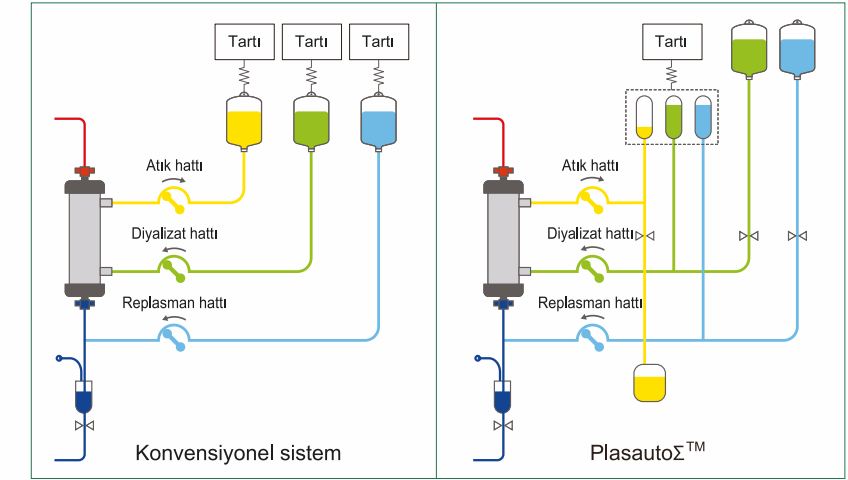 Tartı
Tartı
Tartı
Atık hattı
Diyalizat hattı
Replasman hattı
Konvensiyonel sistem
Tartı
Atık hattı
Diyalizat hattı
Replasman hattı
PlasautoΣ™